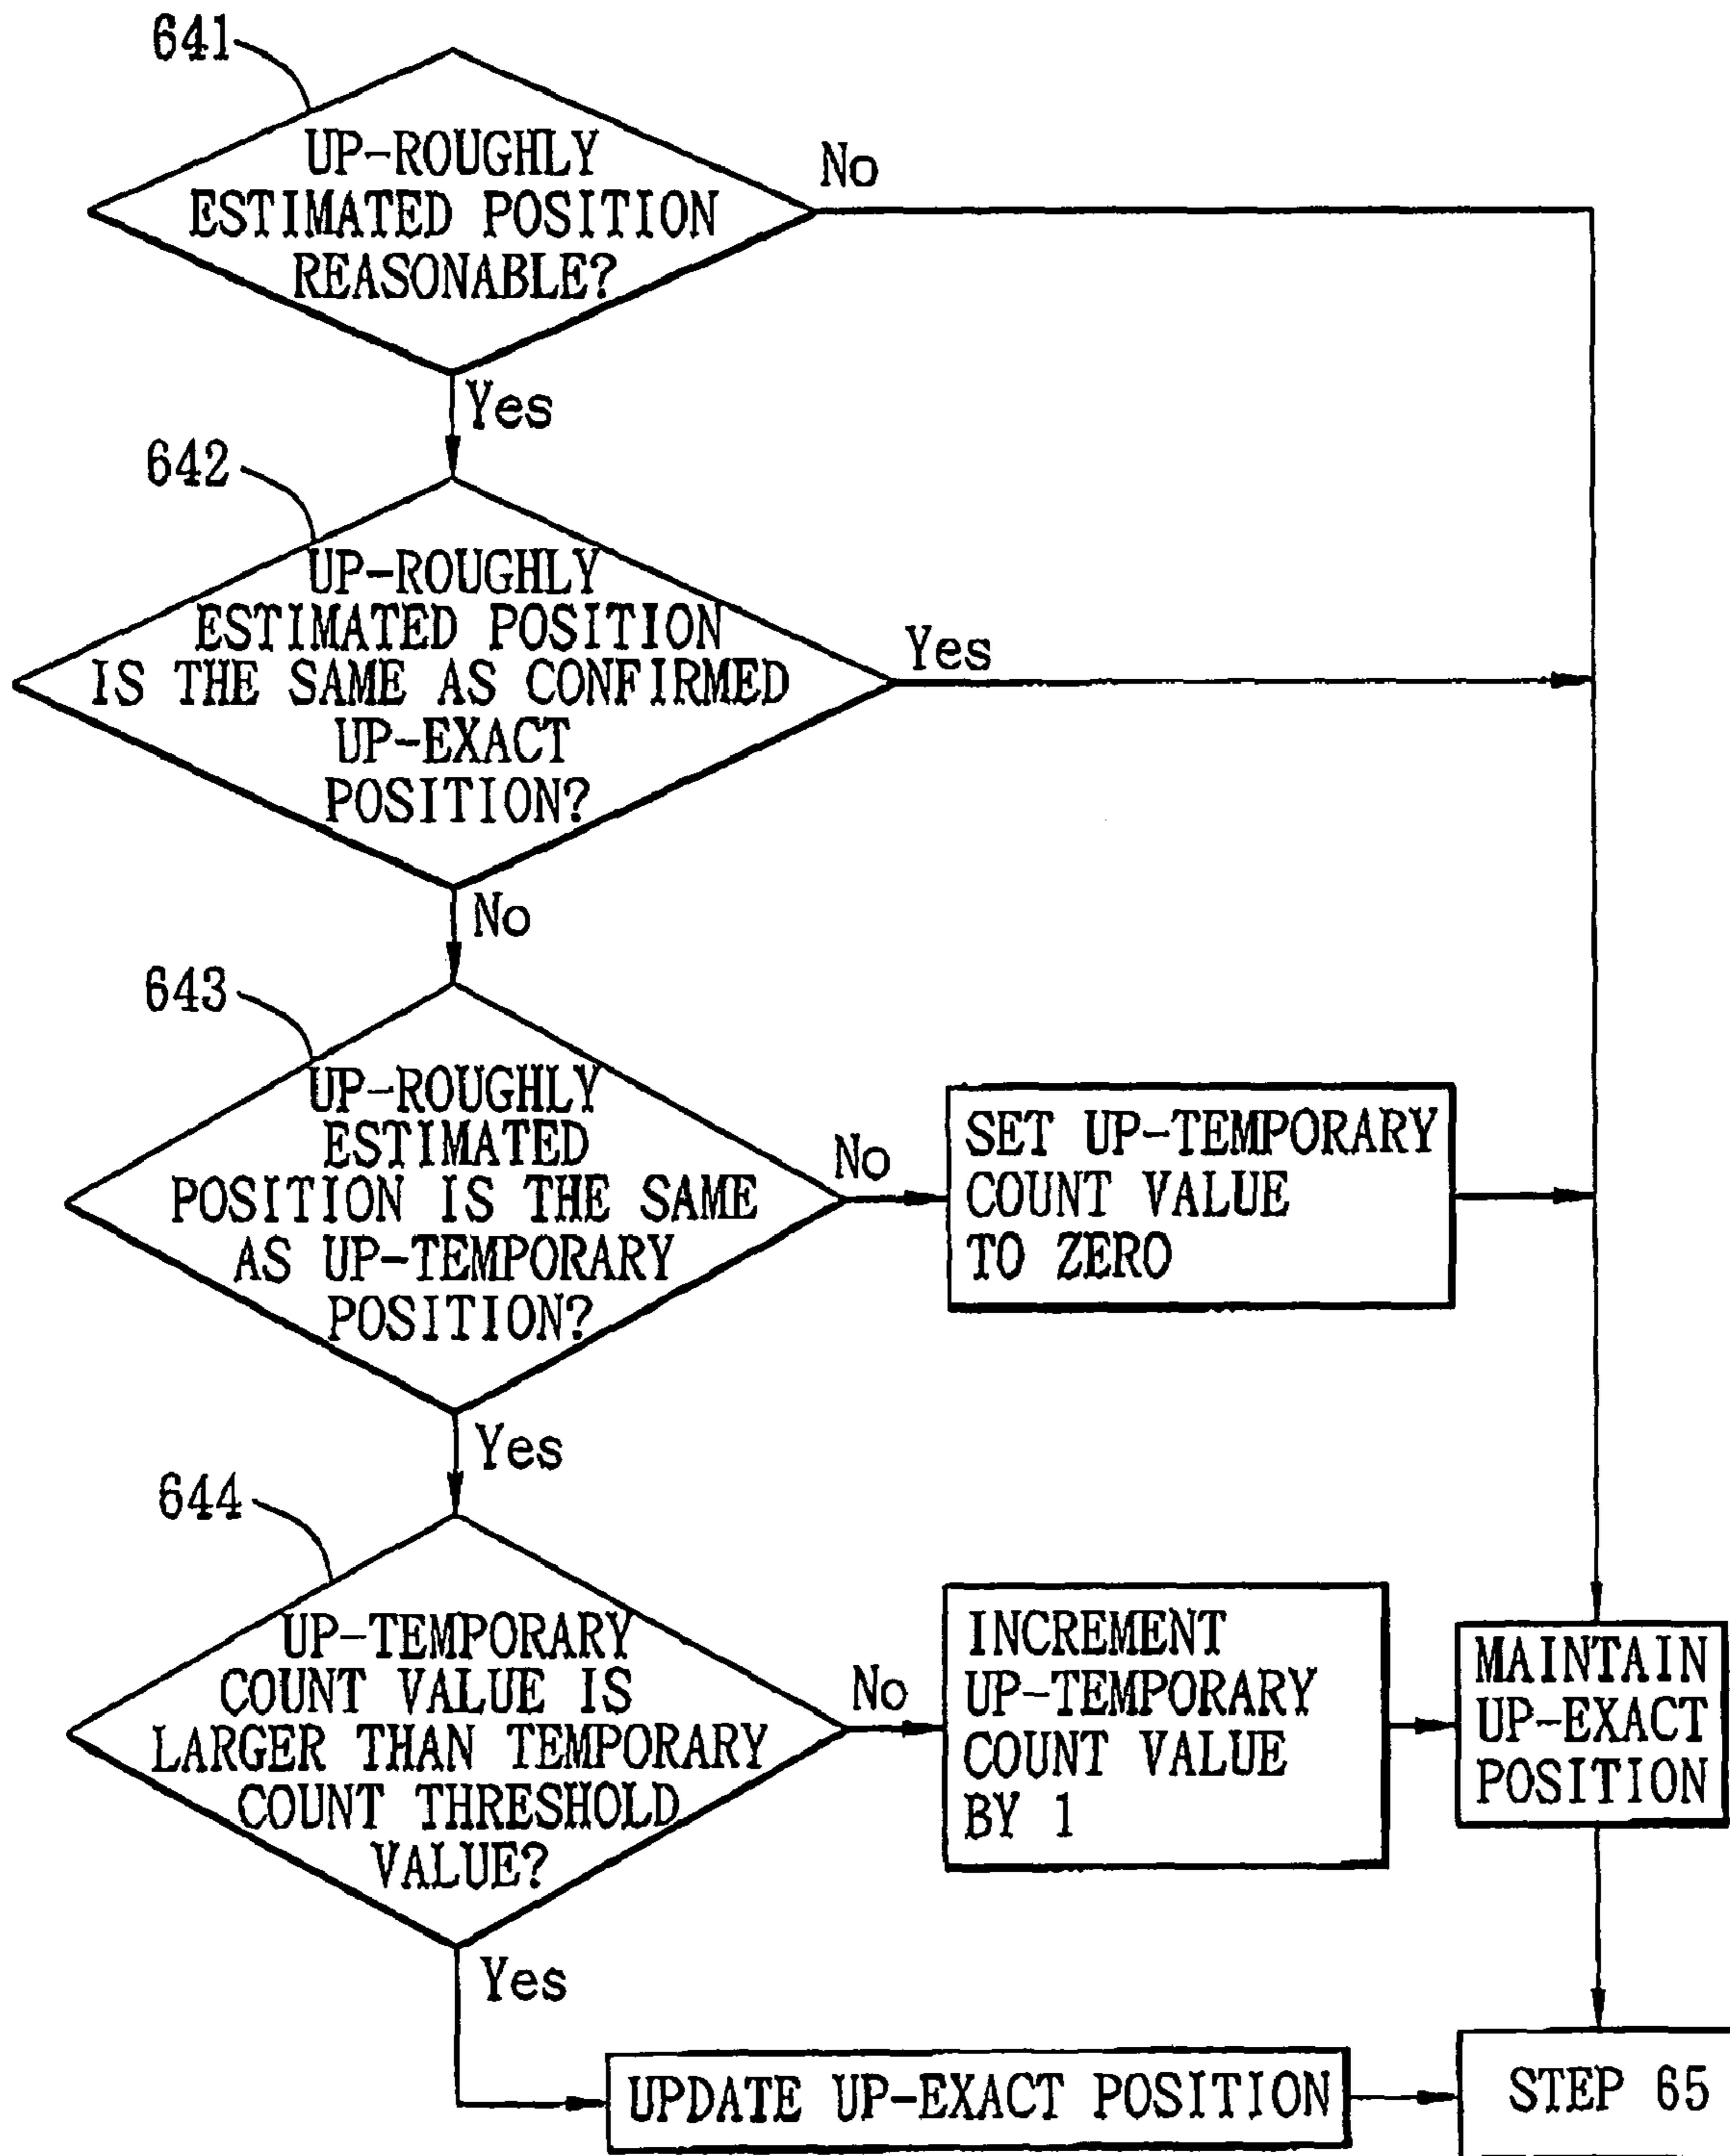 641
UP-ROUGHLY
ESTIMATED POSITION
REASONABLE?
No
Yes
642
UP-ROUGHLY
ESTIMATED POSITION
IS THE SAME AS CONFIRMED
UP-EXACT
POSITION?
Yes
No
643
UP-ROUGHLY
ESTIMATED
POSITION IS THE SAME
AS UP-TEMPORARY
POSITION?
No
SET UP-TEMPORARY
COUNT VALUE
TO ZERO
Yes
644
UP-TEMPORARY
COUNT VALUE IS
LARGER THAN TEMPORARY
COUNT THRESHOLD
VALUE?
No
INCREMENT
UP-TEMPORARY
COUNT VALUE
BY 1
MAINTAIN
UP-EXACT
POSITION
Yes
UPDATE UP-EXACT POSITION
STEP 65